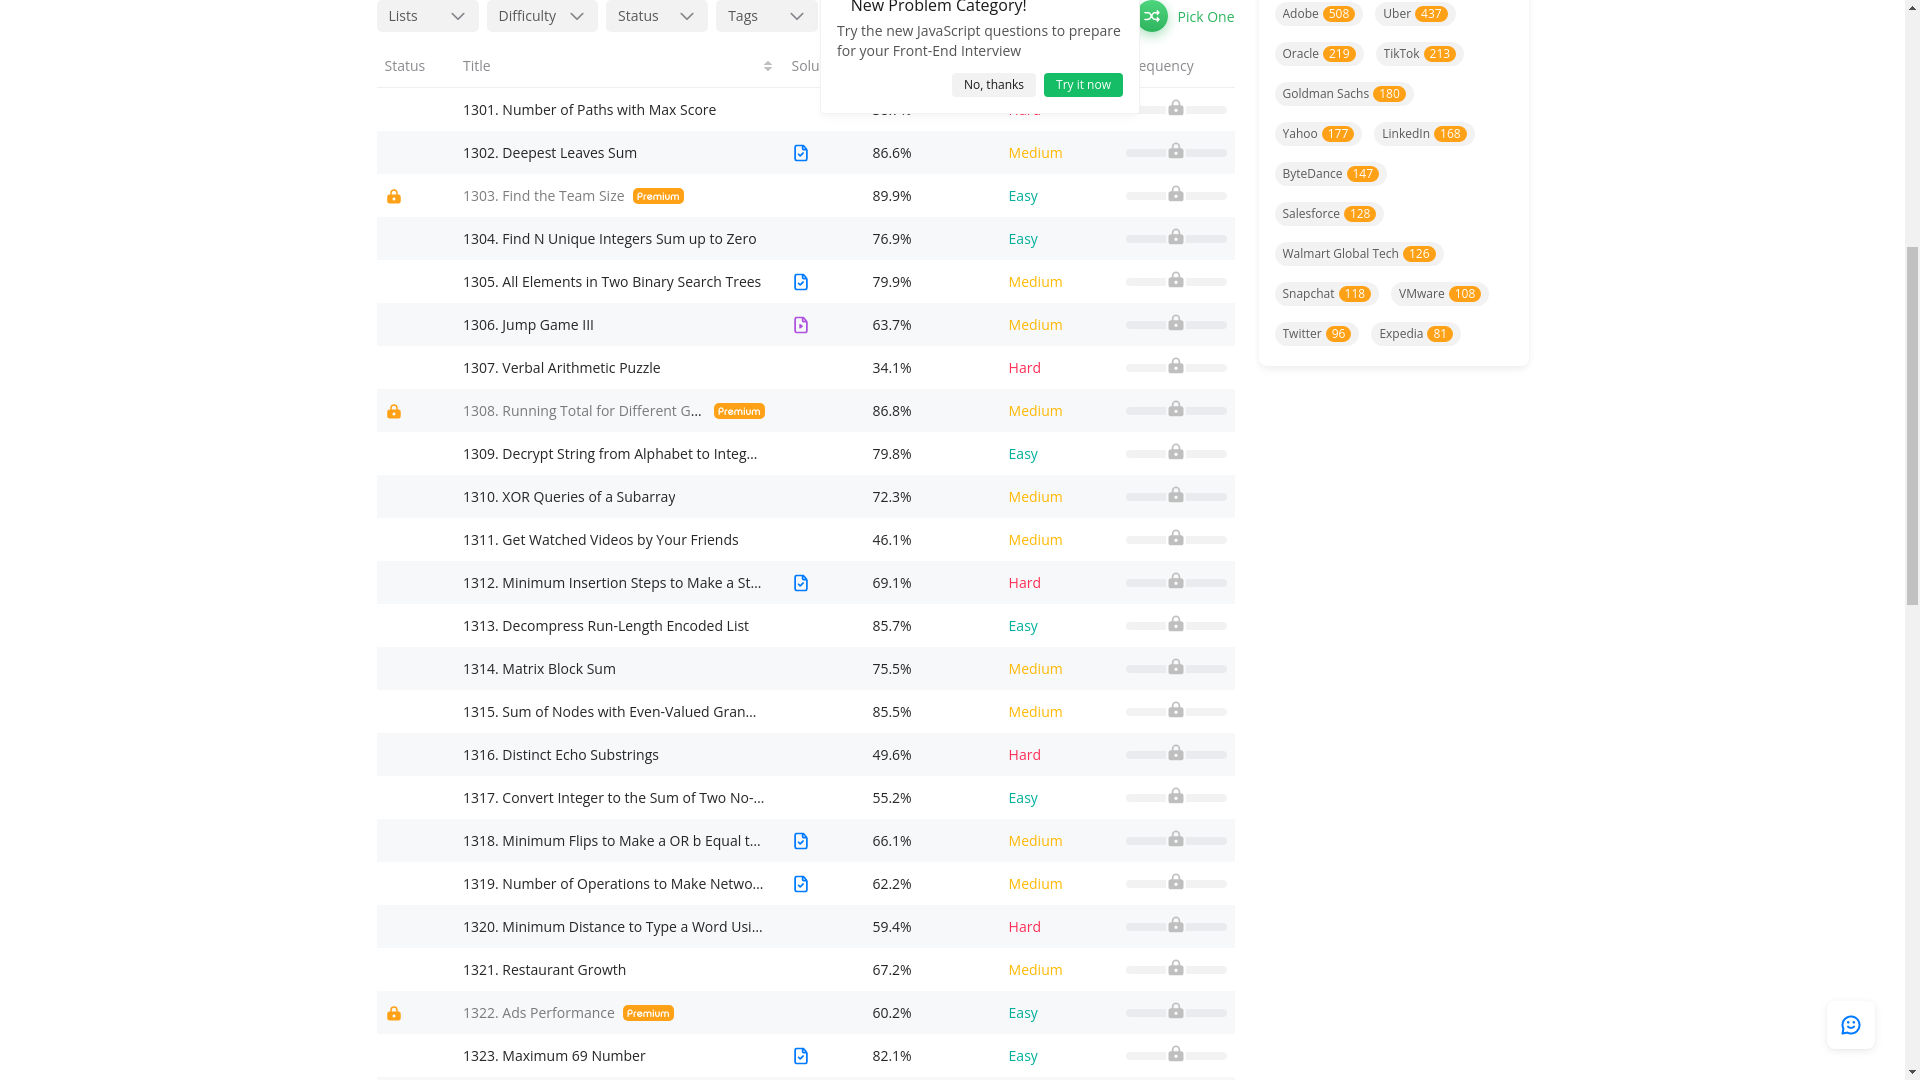 Lists
Difficulty
Status
Tags
New Problem Category!
Try the new JavaScript questions to prepare
for your Front-End Interview
No, thanks
Try it now
Pick One
Status
Title
1301. Number of Paths with Max Score
1302. Deepest Leaves Sum 86.6% Medium
1303. Find the Team Size Premium 89.9% Easy
1304. Find N Unique Integers Sum up to Zero 76.9% Easy
1305. All Elements in Two Binary Search Trees 79.9% Medium
1306. Jump Game III 63.7% Medium
1307. Verbal Arithmetic Puzzle 34.1% Hard
1308. Running Total for Different G... Premium 86.8% Medium
1309. Decrypt String from Alphabet to Integ... 79.8% Easy
1310. XOR Queries of a Subarray 72.3% Medium
1311. Get Watched Videos by Your Friends 46.1% Medium
1312. Minimum Insertion Steps to Make a St... 69.1% Hard
1313. Decompress Run-Length Encoded List 85.7% Easy
1314. Matrix Block Sum 75.5% Medium
1315. Sum of Nodes with Even-Valued Gran... 85.5% Medium
1316. Distinct Echo Substrings 49.6% Hard
1317. Convert Integer to the Sum of Two No-... 55.2% Easy
1318. Minimum Flips to Make a OR b Equal t... 66.1% Medium
1319. Number of Operations to Make Netwo... 62.2% Medium
1320. Minimum Distance to Type a Word Usi... 59.4% Hard
1321. Restaurant Growth 67.2% Medium
1322. Ads Performance Premium 60.2% Easy
1323. Maximum 69 Number 82.1% Easy
Adobe 508 Uber 437
Oracle 219 TikTok 213
Goldman Sachs 180
Yahoo 177 LinkedIn 168
ByteDance 147
Salesforce 128
Walmart Global Tech 126
Snapchat 118 VMware 108
Twitter 96 Expedia 81